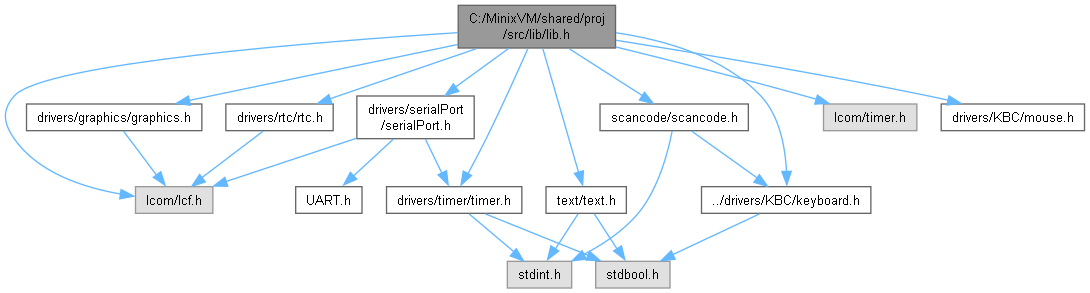 C:/MinixVM/shared/proj
/src/lib/lib.h
drivers/graphics/graphics.h
drivers/rtc/rtc.h
drivers/serialPort
/serialPort.h
scancode/scancode.h
lcom/timer.h
drivers/KBC/mouse.h
lcom/lcf.h
UART.h
drivers/timer/timer.h
text/text.h
../drivers/KBC/keyboard.h
stdint.h
stdbool.h